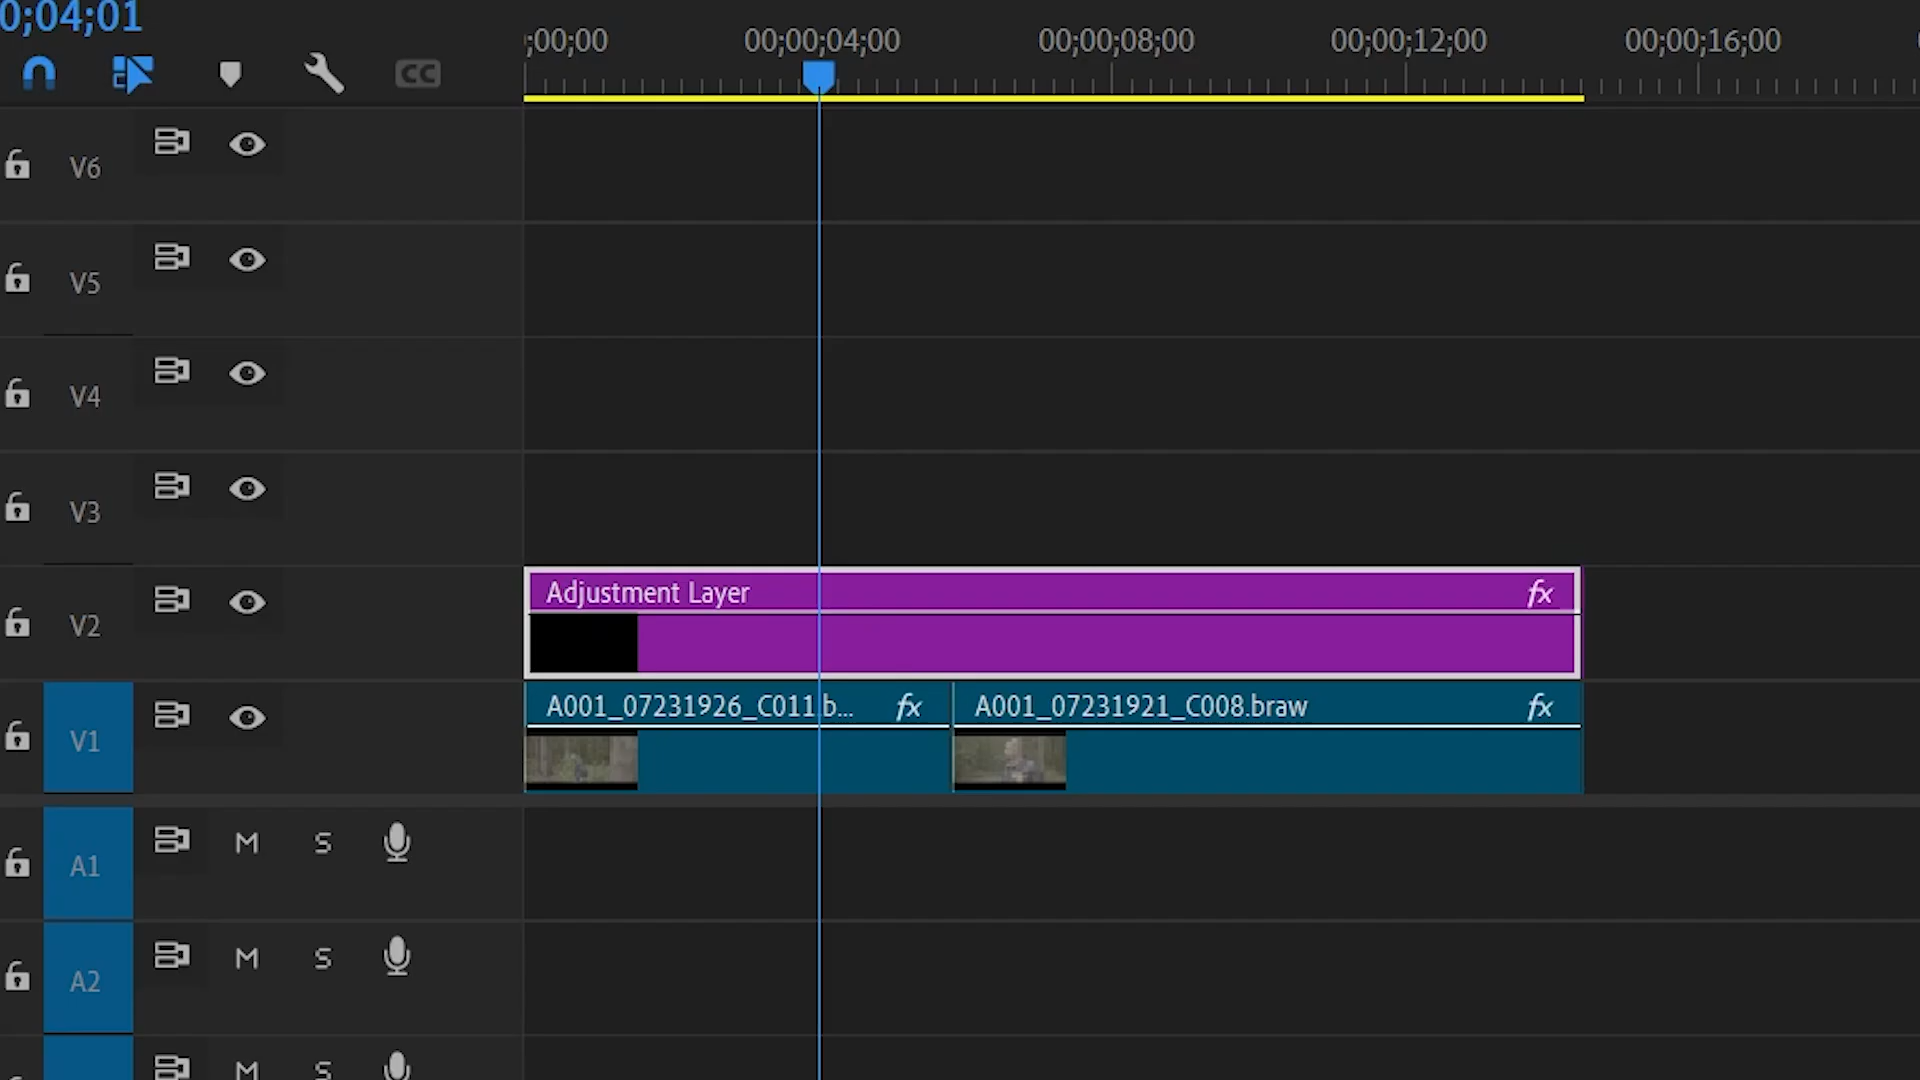 0;04;01
;00;00 00;00;04;00 00;00;08;00 00;00;12;00 00;00;16;00
CC
V6
V5
V4
V3
V2
Adjustment Layer fx
V1
A001_07231926_C011.b... fx A001_07231921_C008.braw fx
A1 M S
A2 M S
M S